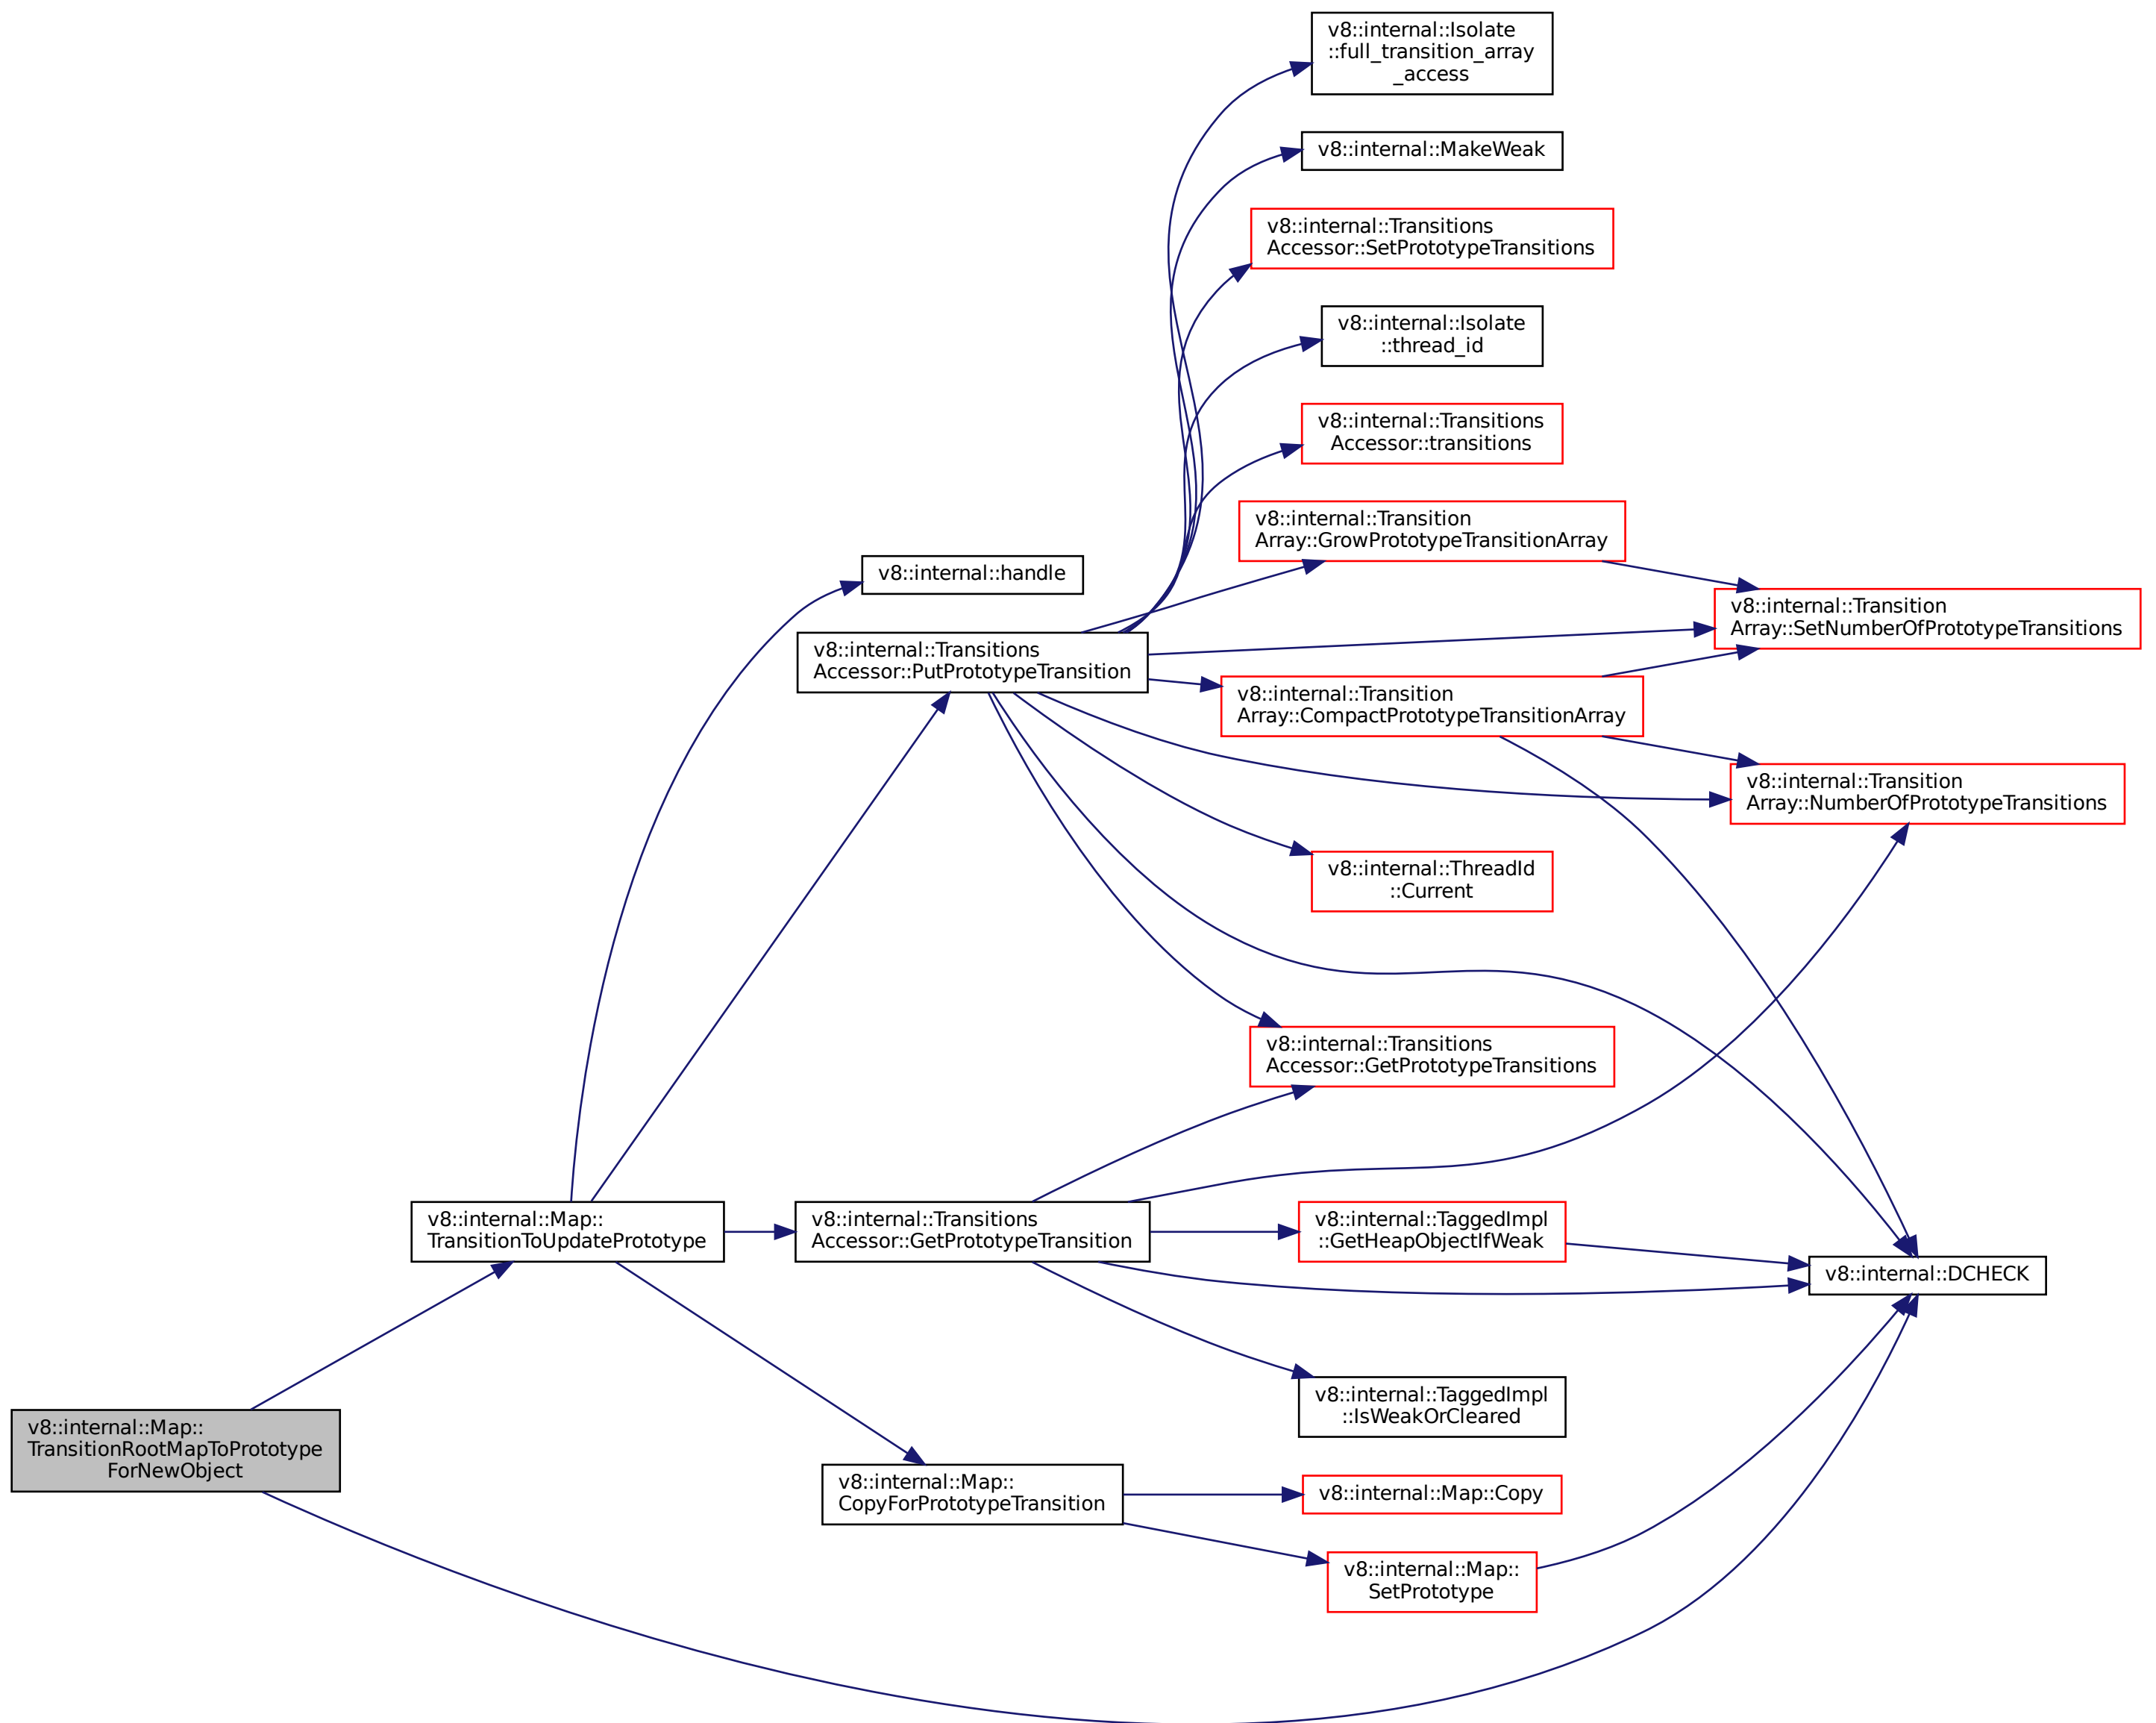 v8::internal::Isolate
::full_transition_array
_access
v8::internal::MakeWeak
v8::internal::Transitions
Accessor::SetPrototypeTransitions
v8::internal::Isolate
::thread_id
v8::internal::Transitions
Accessor::transitions
v8::internal::Transition
Array::GrowPrototypeTransitionArray
v8::internal::handle
v8::internal::Transition
Array::SetNumberOfPrototypeTransitions
v8::internal::Transitions
Accessor::PutPrototypeTransition
v8::internal::Transition
Array::CompactPrototypeTransitionArray
v8::internal::Transition
Array::NumberOfPrototypeTransitions
v8::internal::ThreadId
::Current
v8::internal::Transitions
Accessor::GetPrototypeTransitions
v8::internal::Map::
TransitionToUpdatePrototype
v8::internal::Transitions
Accessor::GetPrototypeTransition
v8::internal::TaggedImpl
::GetHeapObjectIfWeak
v8::internal::DCHECK
v8::internal::TaggedImpl
::IsWeakOrCleared
v8::internal::Map::
TransitionRootMapToPrototype
ForNewObject
v8::internal::Map::
CopyForPrototypeTransition
v8::internal::Map::Copy
v8::internal::Map::
SetPrototype